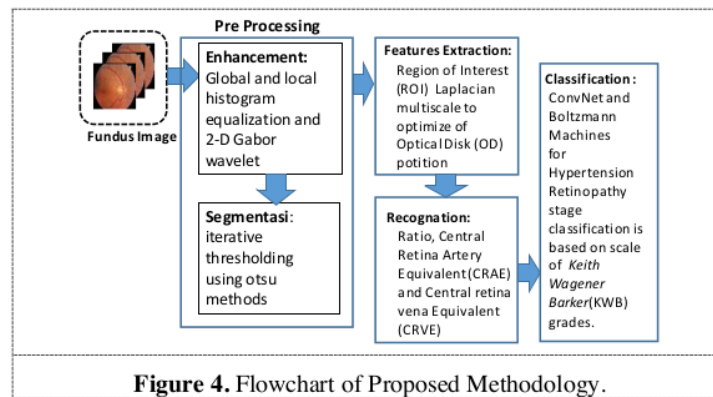 Pre Processing
Fundus Image
Enhancement:
Global and local
histogram
equalization and
2-D Gabor
wavelet
Segmentasi:
iterative
thresholding
using otsu
methods
Features Extraction:
Region of Interest
(ROI) Laplacian
multiscale to
optimize of
Optical Disk (OD)
potition
Recognation:
Ratio, Central
Retina Artery
Equivalent (CRAE)
and Central retina
vena Equivalent
(CRVE)
Classification :
ConvNet and
Boltzmann
Machines
for
Hypertension
Retinopathy
stage
classification is
based on scale
of Keith
Wagener
Barker(KWB)
grades.
Figure 4. Flowchart of Proposed Methodology.